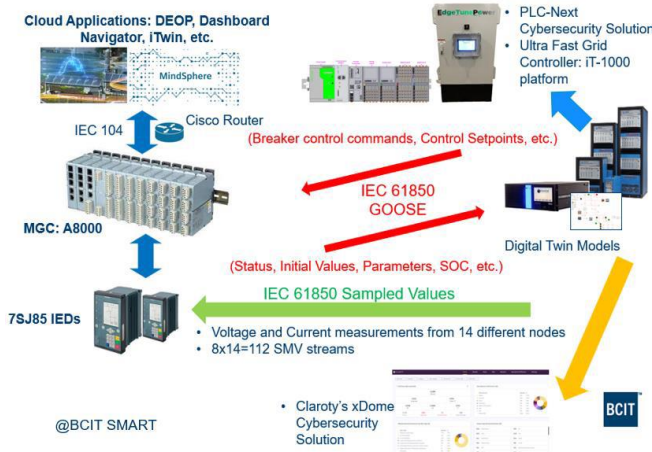 Cloud Applications: DEOP, Dashboard
Navigator, iTwin, etc.
MindSphere
IEC 104
Cisco Router
EdgeTunePower
• PLC-Next
Cybersecurity Solution
• Ultra Fast Grid
Controller: iT-1000
platform
(Breaker control commands, Control Setpoints, etc.)
IEC 61850
GOOSE
MGC: A8000
Digital Twin Models
(Status, Initial Values, Parameters, SOC, etc.)
IEC 61850 Sampled Values
7SJ85 IEDs
• Voltage and Current measurements from 14 different nodes
• 8x14=112 SMV streams
• Claroty's xDome
Cybersecurity
Solution
BCIT
@BCIT SMART